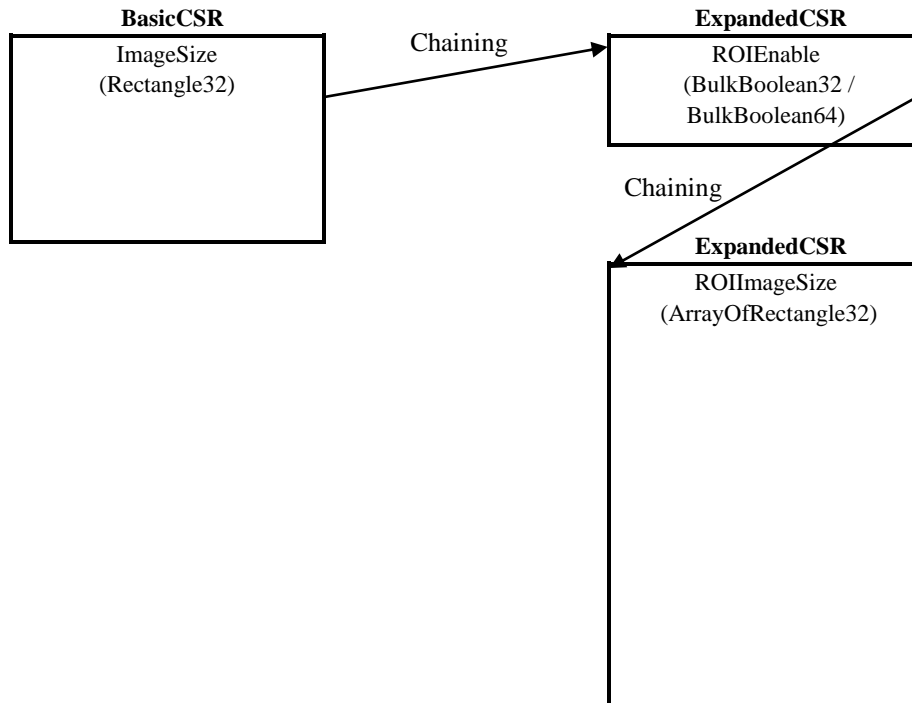 BasicCSR
ImageSize
(Rectangle32)
Chaining
ExpandedCSR
ROIEnable
(BulkBoolean32 /
BulkBoolean64)
Chaining
ExpandedCSR
ROIImageSize
(ArrayOfRectangle32)